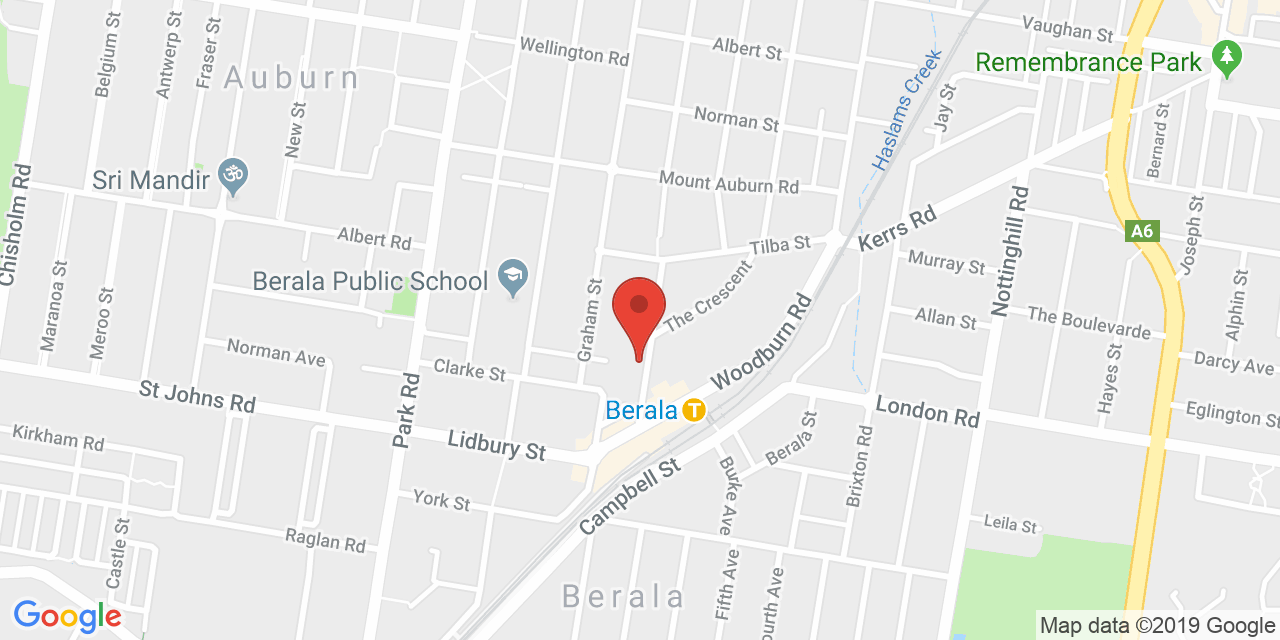 Belgium St
Antwerp St
Fraser St
Wellington Rd
Albert St
Vaughan St
Remembrance Park
Auburn
New St
Norman St
Haslams Creek
Jay St
Bernard St
Sri Mandir
Mount Auburn Rd
Chisholm Rd
Albert Rd
Tilba St
Kerrs Rd
Nottinghill Rd
A6
Joseph St
Maranoa St
Meroo St
Berala Public School
Graham St
The Crescent
Murray St
Allan St
The Boulevarde
Alphin St
Norman Ave
Clarke St
Woodburn Rd
Darcy Ave
St Johns Rd
Park Rd
Berala
T
London Rd
Hayes St
Eglington St
Kirkham Rd
Lidbury St
Berala St
Brixton Rd
York St
Campbell St
Burke Ave
Leila St
Raglan Rd
Castle St
Fifth Ave
ourth Ave
Berala
Google
Map data ©2019 Google